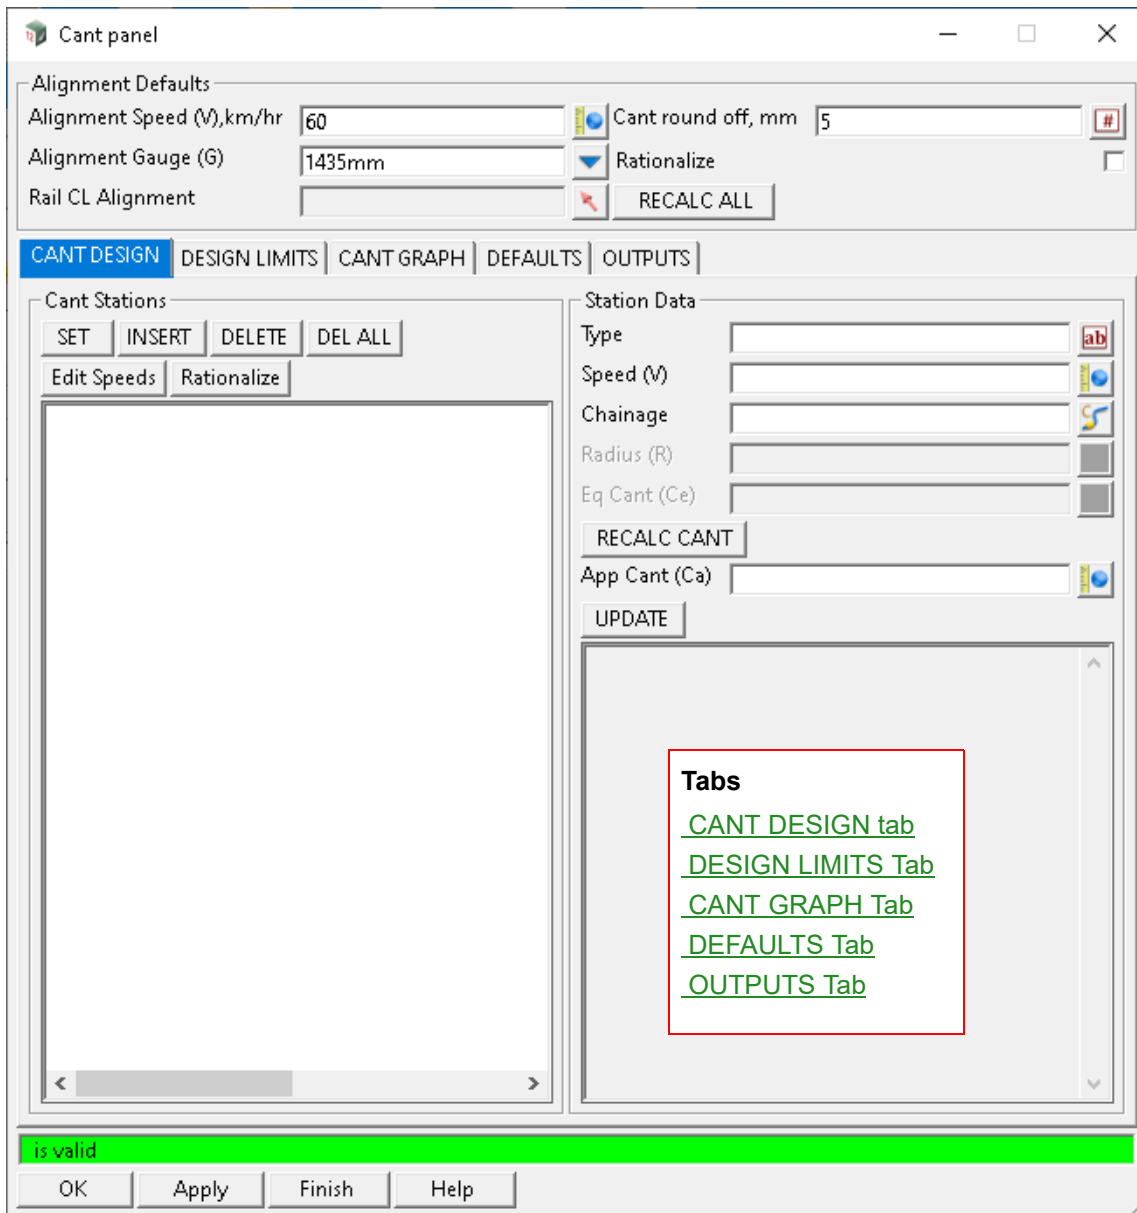 Cant panel
Alignment Defaults
Alignment Speed (V),km/hr 60 Cant round off, mm 5 #
Alignment Gauge (G) 1435mm Rationalize
Rail CL Alignment RECALC ALL
CANT DESIGN DESIGN LIMITS CANT GRAPH DEFAULTS OUTPUTS
Cant Stations
SET INSERT DELETE DEL ALL
Edit Speeds Rationalize
Station Data
Type ab
Speed (V)
Chainage
Radius (R)
Eq Cant (Ce)
RECALC CANT
App Cant (Ca)
UPDATE
Tabs
CANT DESIGN tab
DESIGN LIMITS Tab
CANT GRAPH Tab
DEFAULTS Tab
OUTPUTS Tab
is valid
OK Apply Finish Help